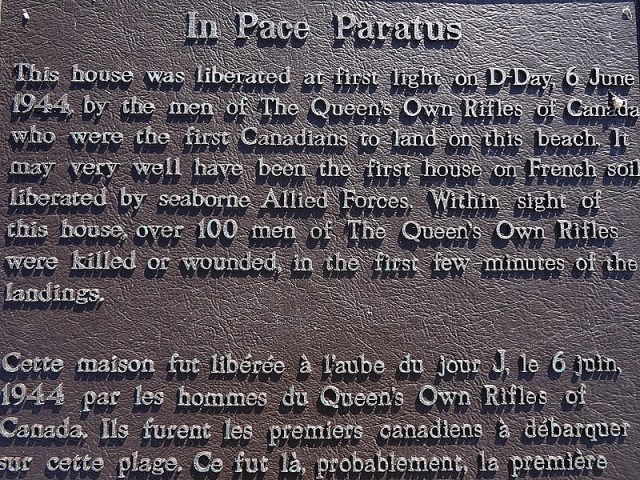 In Pace Paratus
This house was liberated at first light on D-Day, 6 June
1944, by the men of The Queen's Own Rifles of Canada
who were the first Canadians to land on this beach. It
may very well have been the first house on French soil
liberated by seaborne Allied Forces. Within sight of
this house, over 100 men of The Queen's Own Rifles
were killed or wounded, in the first few minutes of the
landings.
Cette maison fut libérée à l'aube du jour J, le 6 juin,
1944 par les hommes du Queen's Own Rifles of
Canada. Ils furent les premiers canadiens à débarquer
sur cette plage. Ce fut là, probablement, la première